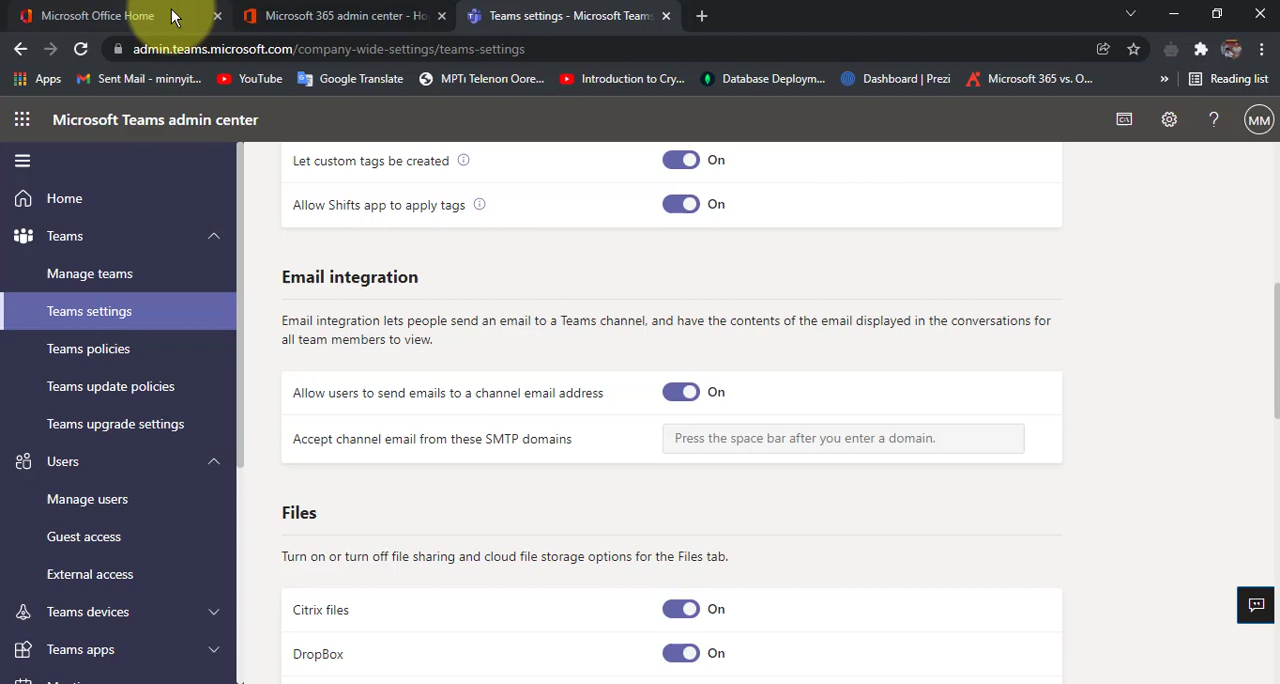 Microsoft Office Home
Microsoft 365 admin center - Ho
Teams settings - Microsoft Teams
admin.teams.microsoft.com/company-wide-settings/teams-settings
Apps
Sent Mail - minnyit...
YouTube
Google Translate
MPTi Telenon Oore...
Introduction to Cry...
Database Deploym...
Dashboard | Prezi
Microsoft 365 vs. O...
»
Reading list
Microsoft Teams admin center
MM
Home
Teams
Manage teams
Teams settings
Teams policies
Teams update policies
Teams upgrade settings
Users
Manage users
Guest access
External access
Teams devices
Teams apps
Let custom tags be created
On
Allow Shifts app to apply tags
On
Email integration
Email integration lets people send an email to a Teams channel, and have the contents of the email displayed in the conversations for
all team members to view.
Allow users to send emails to a channel email address
On
Accept channel email from these SMTP domains
Press the space bar after you enter a domain.
Files
Turn on or turn off file sharing and cloud file storage options for the Files tab.
Citrix files
On
DropBox
On